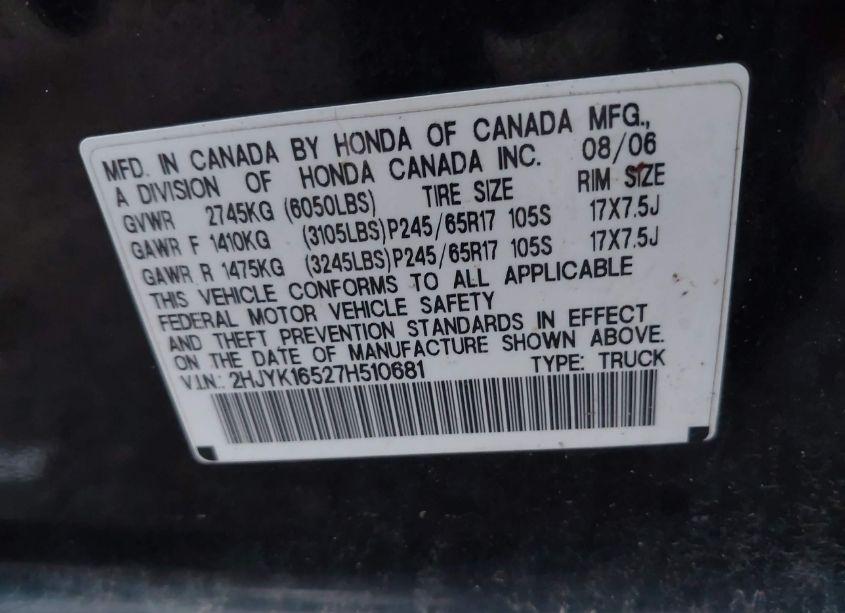 MFD. IN CANADA BY HONDA OF CANADA MFG.,
A DIVISION OF HONDA CANADA INC. 08/06
GVWR 2745KG (6050LBS) TIRE SIZE RIM SIZE
GAWR F 1410KG (3105LBS) P245/65R17 105S 17X7.5J
GAWR R 1475KG (3245LBS) P245/65R17 105S 17X7.5J
THIS VEHICLE CONFORMS TO ALL APPLICABLE
FEDERAL MOTOR VEHICLE SAFETY
AND THEFT PREVENTION STANDARDS IN EFFECT
ON THE DATE OF MANUFACTURE SHOWN ABOVE.
V.I.N.: 2HJYK16527H510681 TYPE: TRUCK